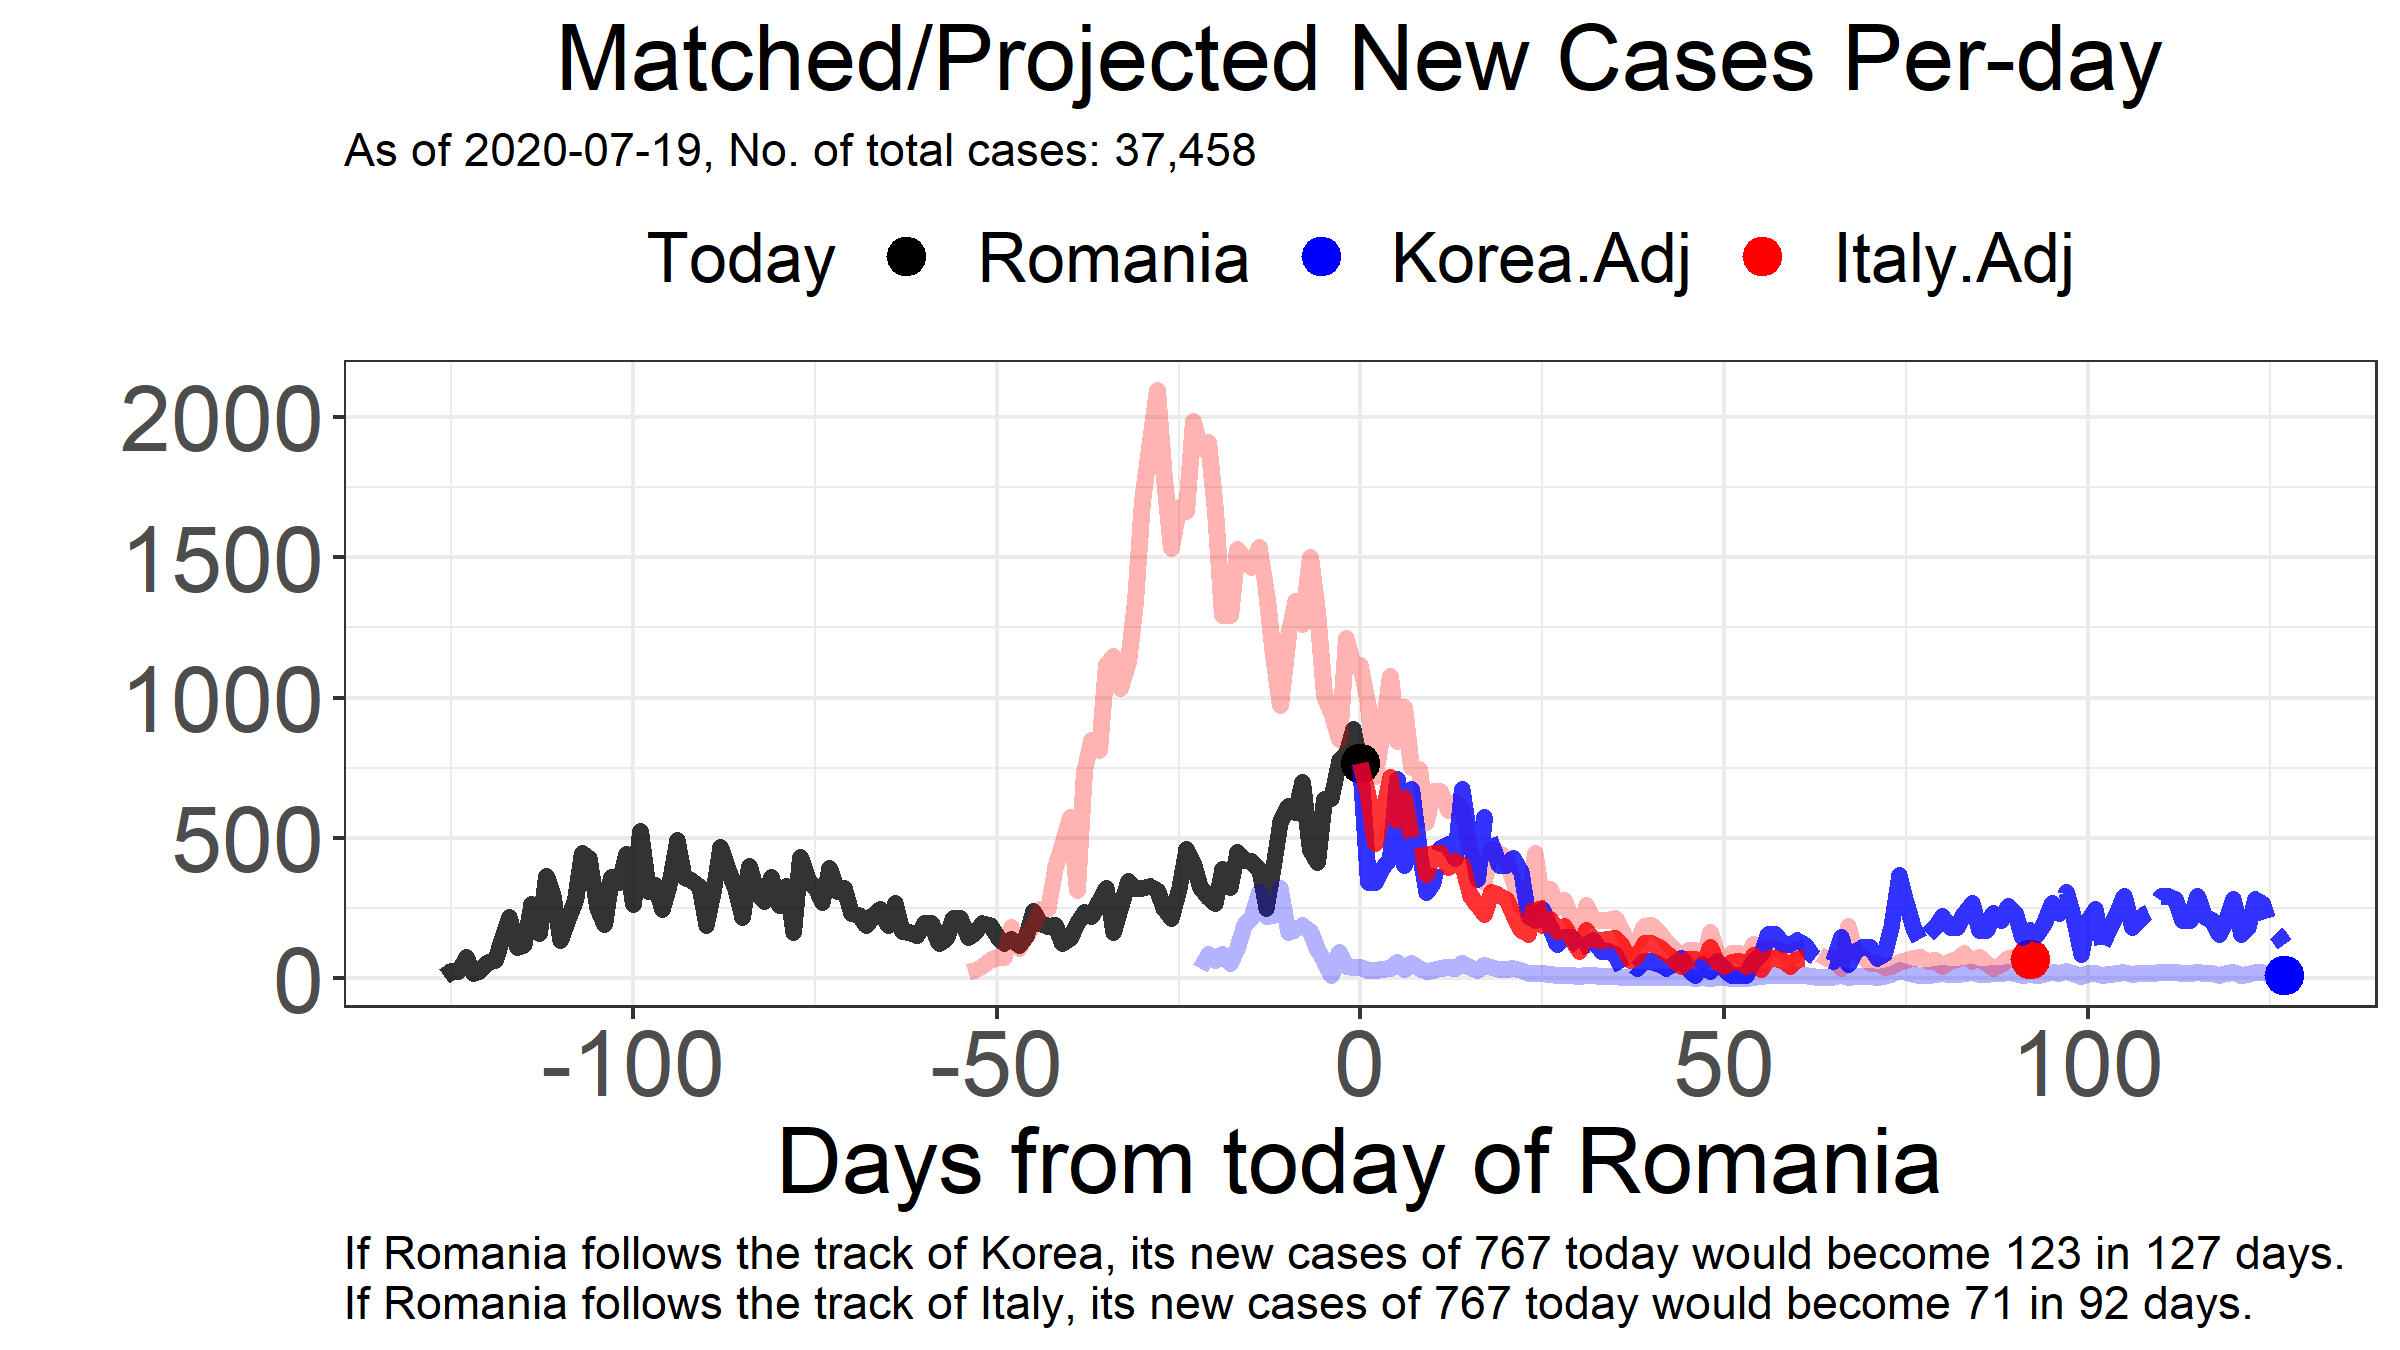 Matched/Projected New Cases Per-day
As of 2020-07-19, No. of total cases: 37,458
Today Romania Korea.Adj Italy.Adj
2000
1500
1000
500
0
-100 -50 0 50 100
Days from today of Romania
If Romania follows the track of Korea, its new cases of 767 today would become 123 in 127 days.
If Romania follows the track of Italy, its new cases of 767 today would become 71 in 92 days.